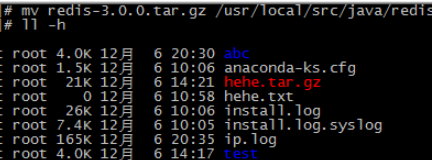 # mv redis-3.0.0.tar.gz /usr/local/src/java/redis
# ll -h
t root 4.0K 12月 6 20:30 abc
t root 1.5K 12月 6 10:06 anaconda-ks.cfg
t root 21K 12月 6 14:21 hehe.tar.gz
t root 0 12月 6 10:58 hehe.txt
t root 26K 12月 6 10:06 install.log
t root 7.4K 12月 6 10:05 install.log.syslog
t root 165K 12月 6 20:35 ip.log
t root 4.0K 12月 6 14:17 test